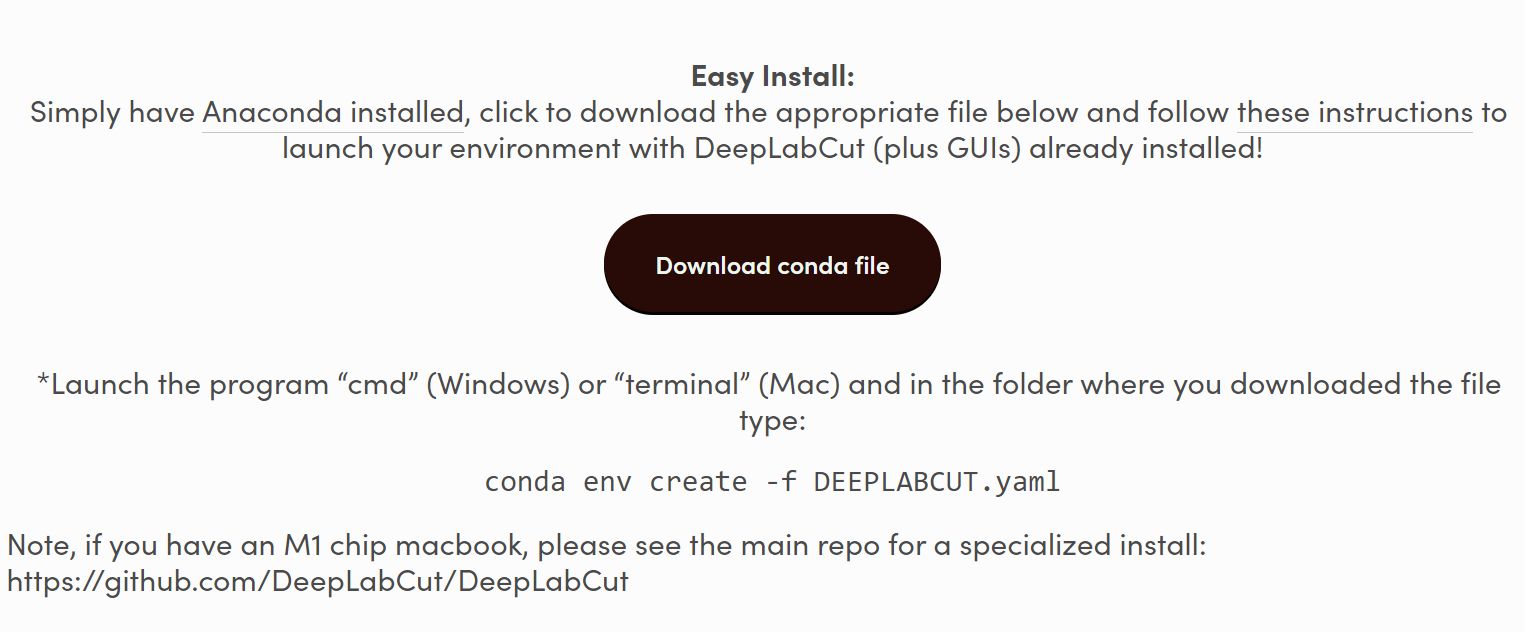 Easy Install:
Simply have Anaconda installed, click to download the appropriate file below and follow these instructions to
launch your environment with DeepLabCut (plus GUIs) already installed!
Download conda file
*Launch the program “cmd” (Windows) or “terminal” (Mac) and in the folder where you downloaded the file
type:
conda env create -f DEEPLABCUT.yaml
Note, if you have an M1 chip macbook, please see the main repo for a specialized install:
https://github.com/DeepLabCut/DeepLabCut